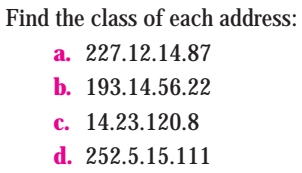 Find the class of each address:
a. 227.12.14.87
b. 193.14.56.22
c. 14.23.120.8
d. 252.5.15.111